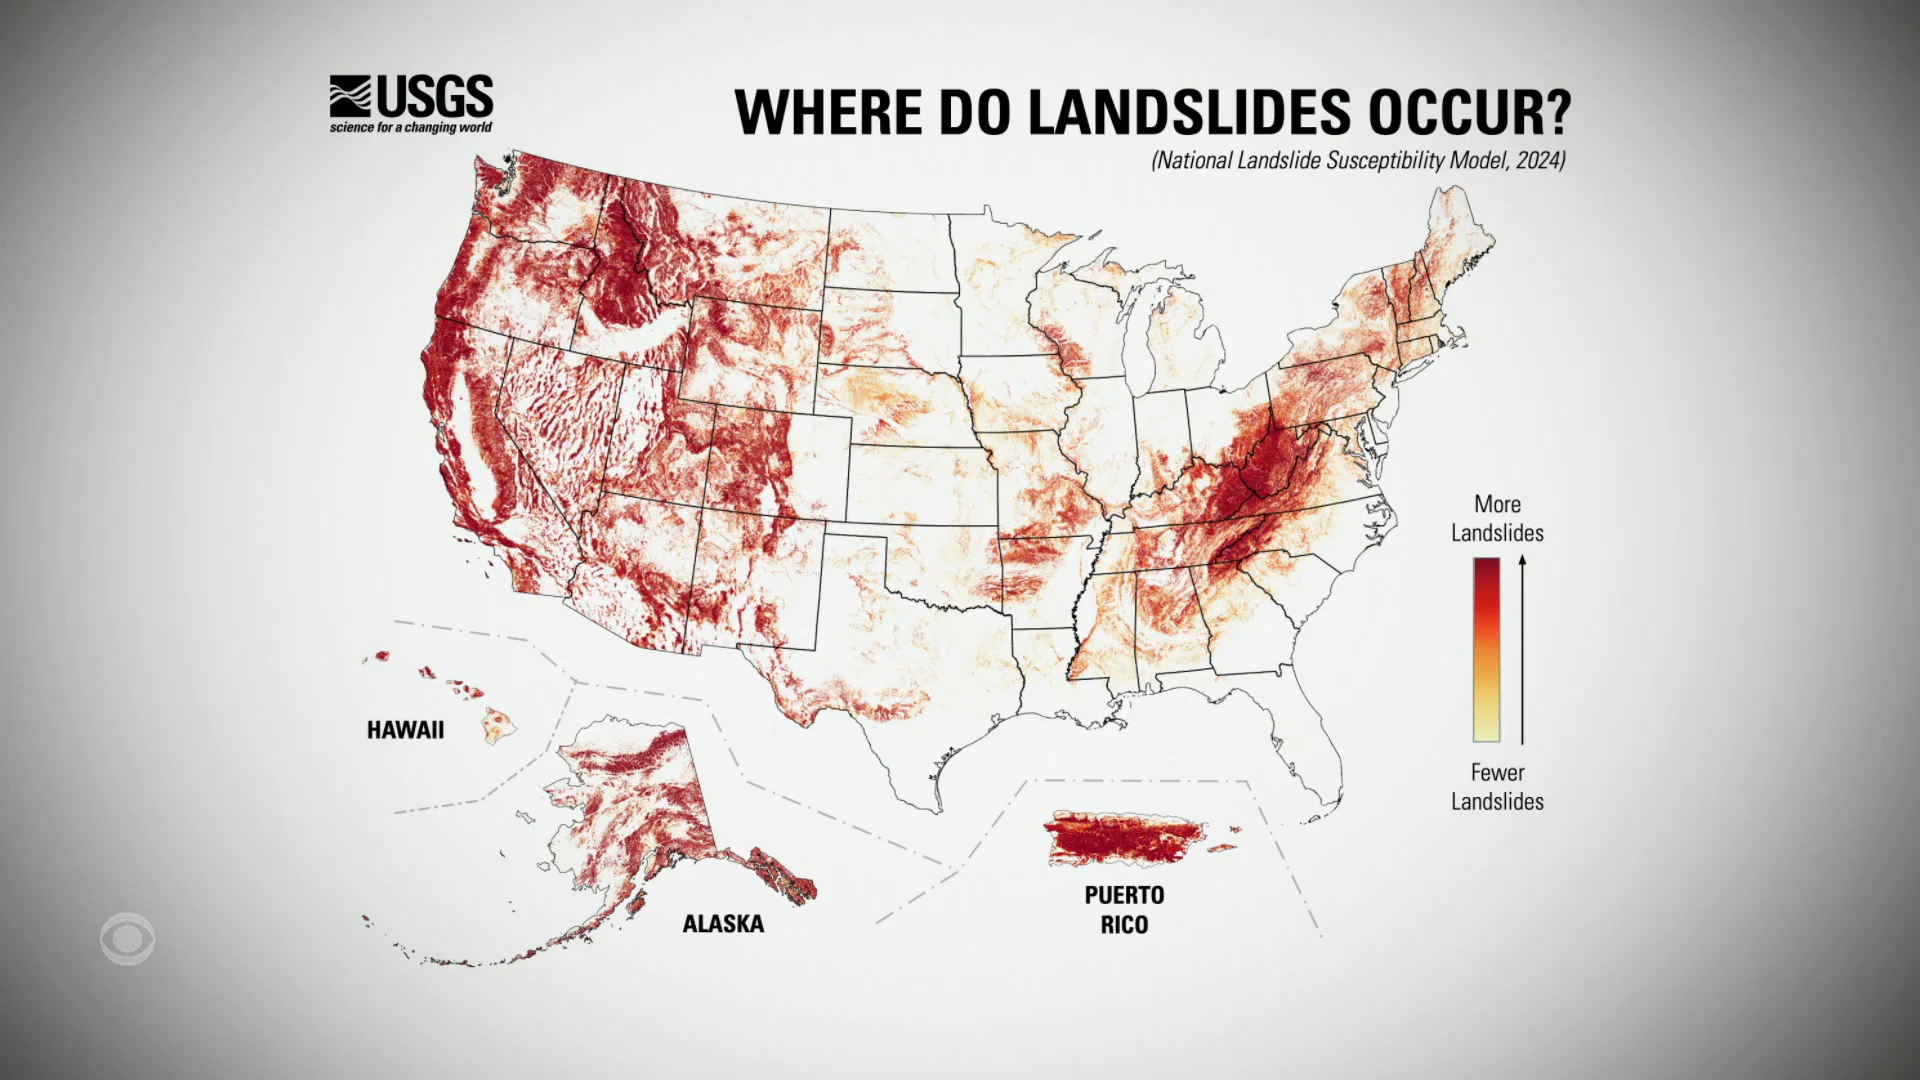 USGS
science for a changing world
WHERE DO LANDSLIDES OCCUR?
(National Landslide Susceptibility Model, 2024)
More
Landslides
Fewer
Landslides
HAWAII
ALASKA
PUERTO
RICO